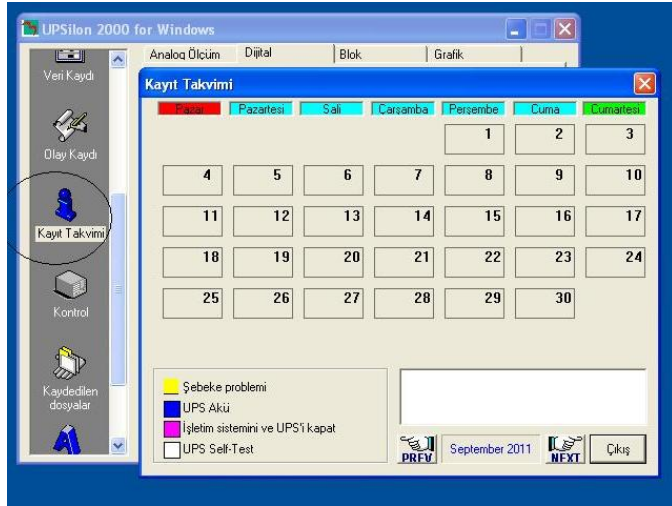 UPSilon 2000 for Windows
Analog Ölçüm Dijital Blok Grafik
Veri Kaydı
Olay Kaydı
Kayıt Takvimi
Kontrol
Kaydedilen
dosyalar
Kayıt Takvimi
Pazar Pazartesi Sali Çarşamba Perşembe Cuma Cumartesi
1 2 3
4 5 6 7 8 9 10
11 12 13 14 15 16 17
18 19 20 21 22 23 24
25 26 27 28 29 30
Şebeke problemi
UPS Akü
İşletim sistemini ve UPS'i kapat
UPS Self-Test
PREV September 2011 NEXT Çıkış